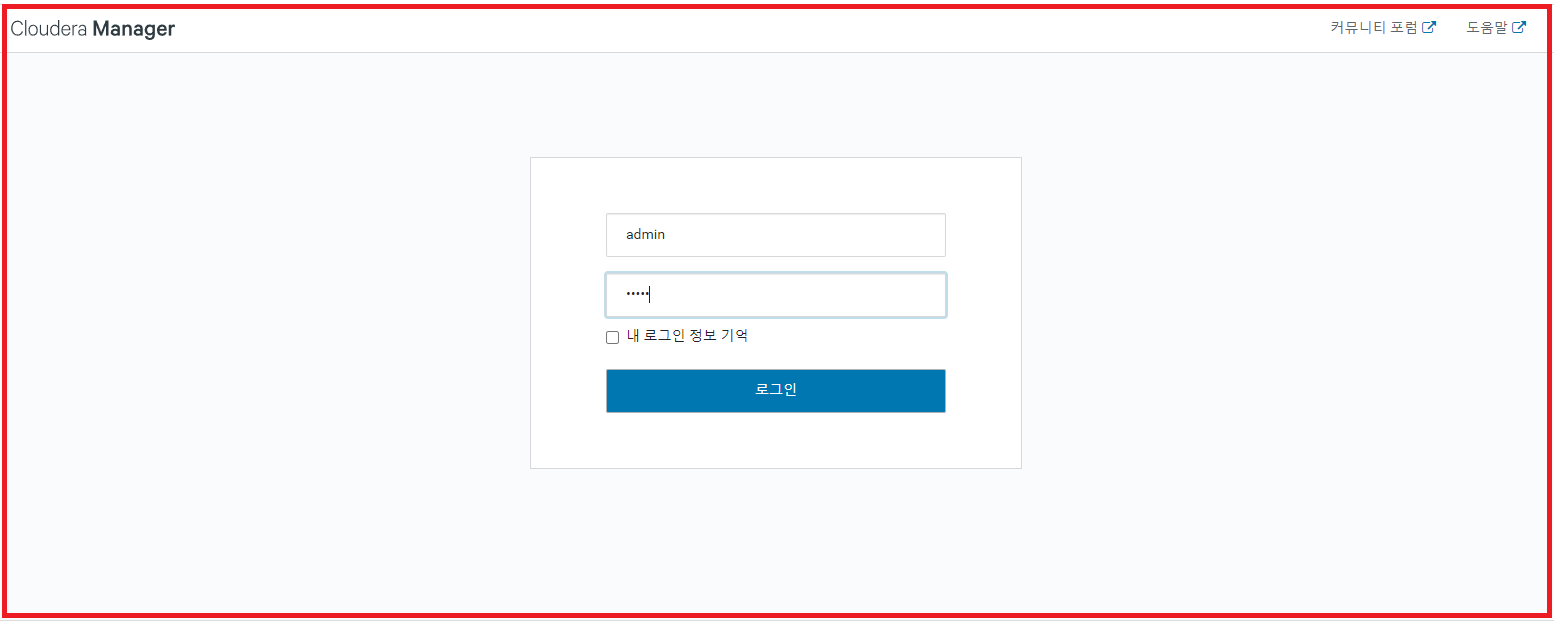 Cloudera Manager
커뮤니티 포럼 도움말
admin
•••••
내 로그인 정보 기억
로그인